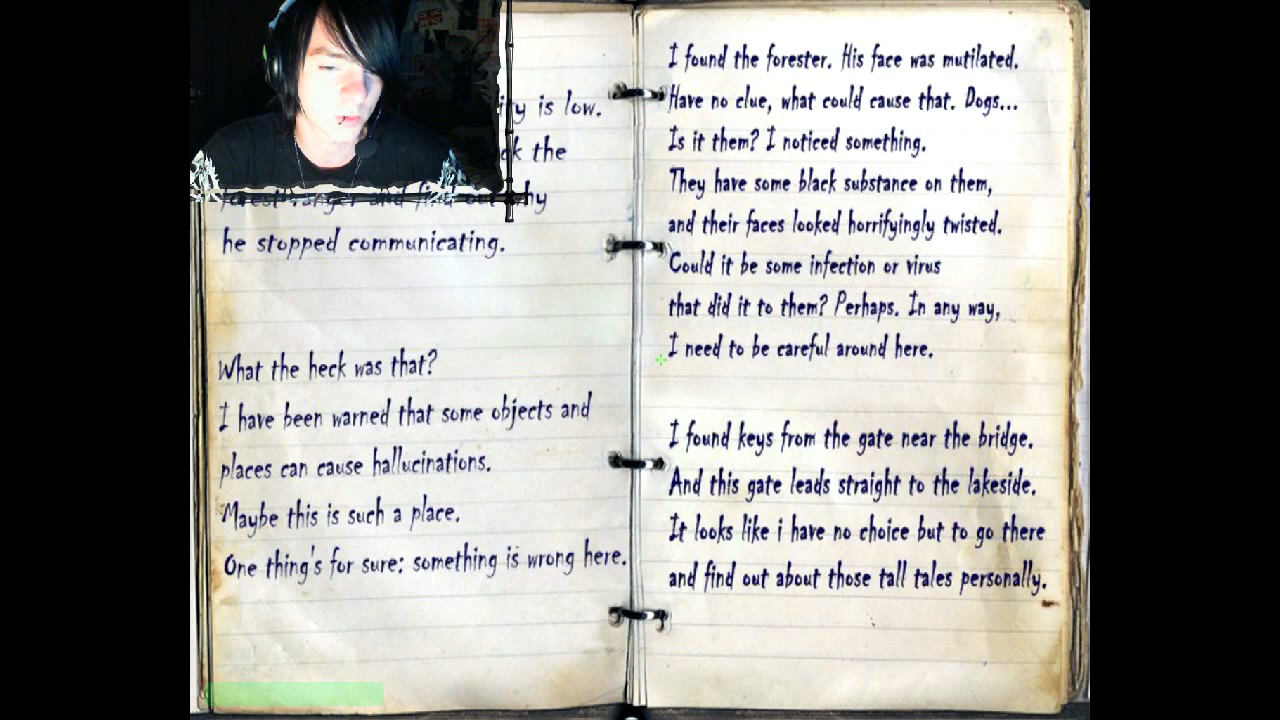 is low.
the
forest ranger and find out why
he stopped communicating.
What the heck was that?
I have been warned that some objects and
places can cause hallucinations.
Maybe this is such a place.
One thing's for sure: something is wrong here.
I found the forester. His face was mutilated.
Have no clue, what could cause that. Dogs...
Is it them? I noticed something.
They have some black substance on them,
and their faces looked horrifyingly twisted.
Could it be some infection or virus
that did it to them? Perhaps. In any way,
I need to be careful around here.
I found keys from the gate near the bridge.
And this gate leads straight to the lakeside.
It looks like i have no choice but to go there
and find out about those tall tales personally.